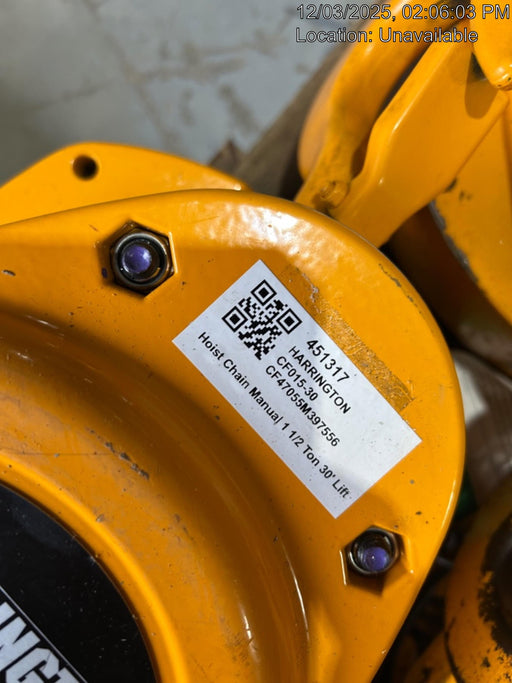 12/03/2025, 02:06:03 PM
Location: Unavailable
451317
HARRINGTON
CF015-30
CF47055M397556
Hoist Chain Manual 1 1/2 Ton 30' Lift
NGT